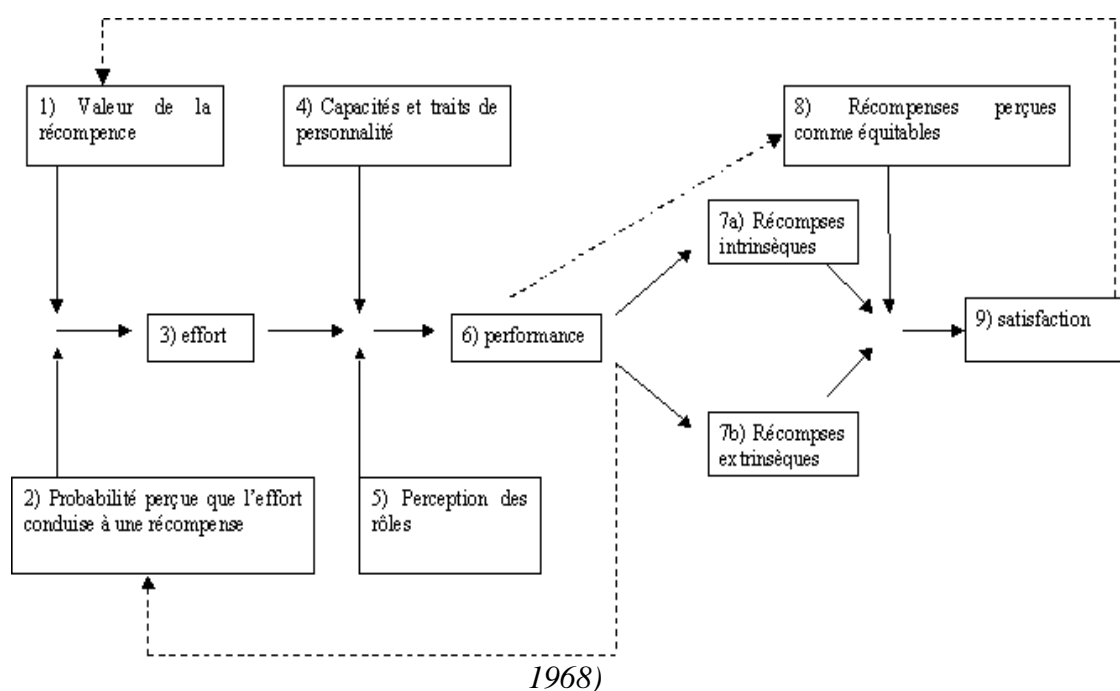 1) Valeur de la
récompence
4) Capacités et traits de
personnalité
8) Récompenses perçues
comme équitables
7a) Récompses
intrinsèques
3) effort
6) performance
9) satisfaction
7b) Récompses
extrinsèques
2) Probabilité perçue que l'effort
conduise à une récompense
5) Perception des
rôles
1968)